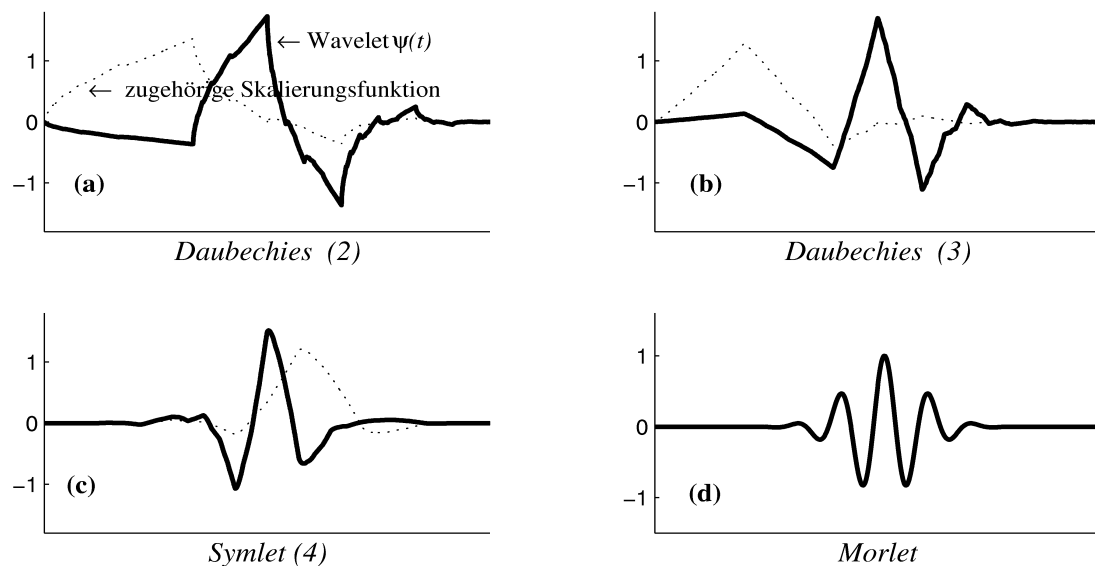 1
0
−1
← Wavelet ψ(t)
← zugehörige Skalierungsfunktion
(a)
Daubechies (2)
1
0
−1
(b)
Daubechies (3)
1
0
−1
(c)
Symlet (4)
1
0
−1
(d)
Morlet